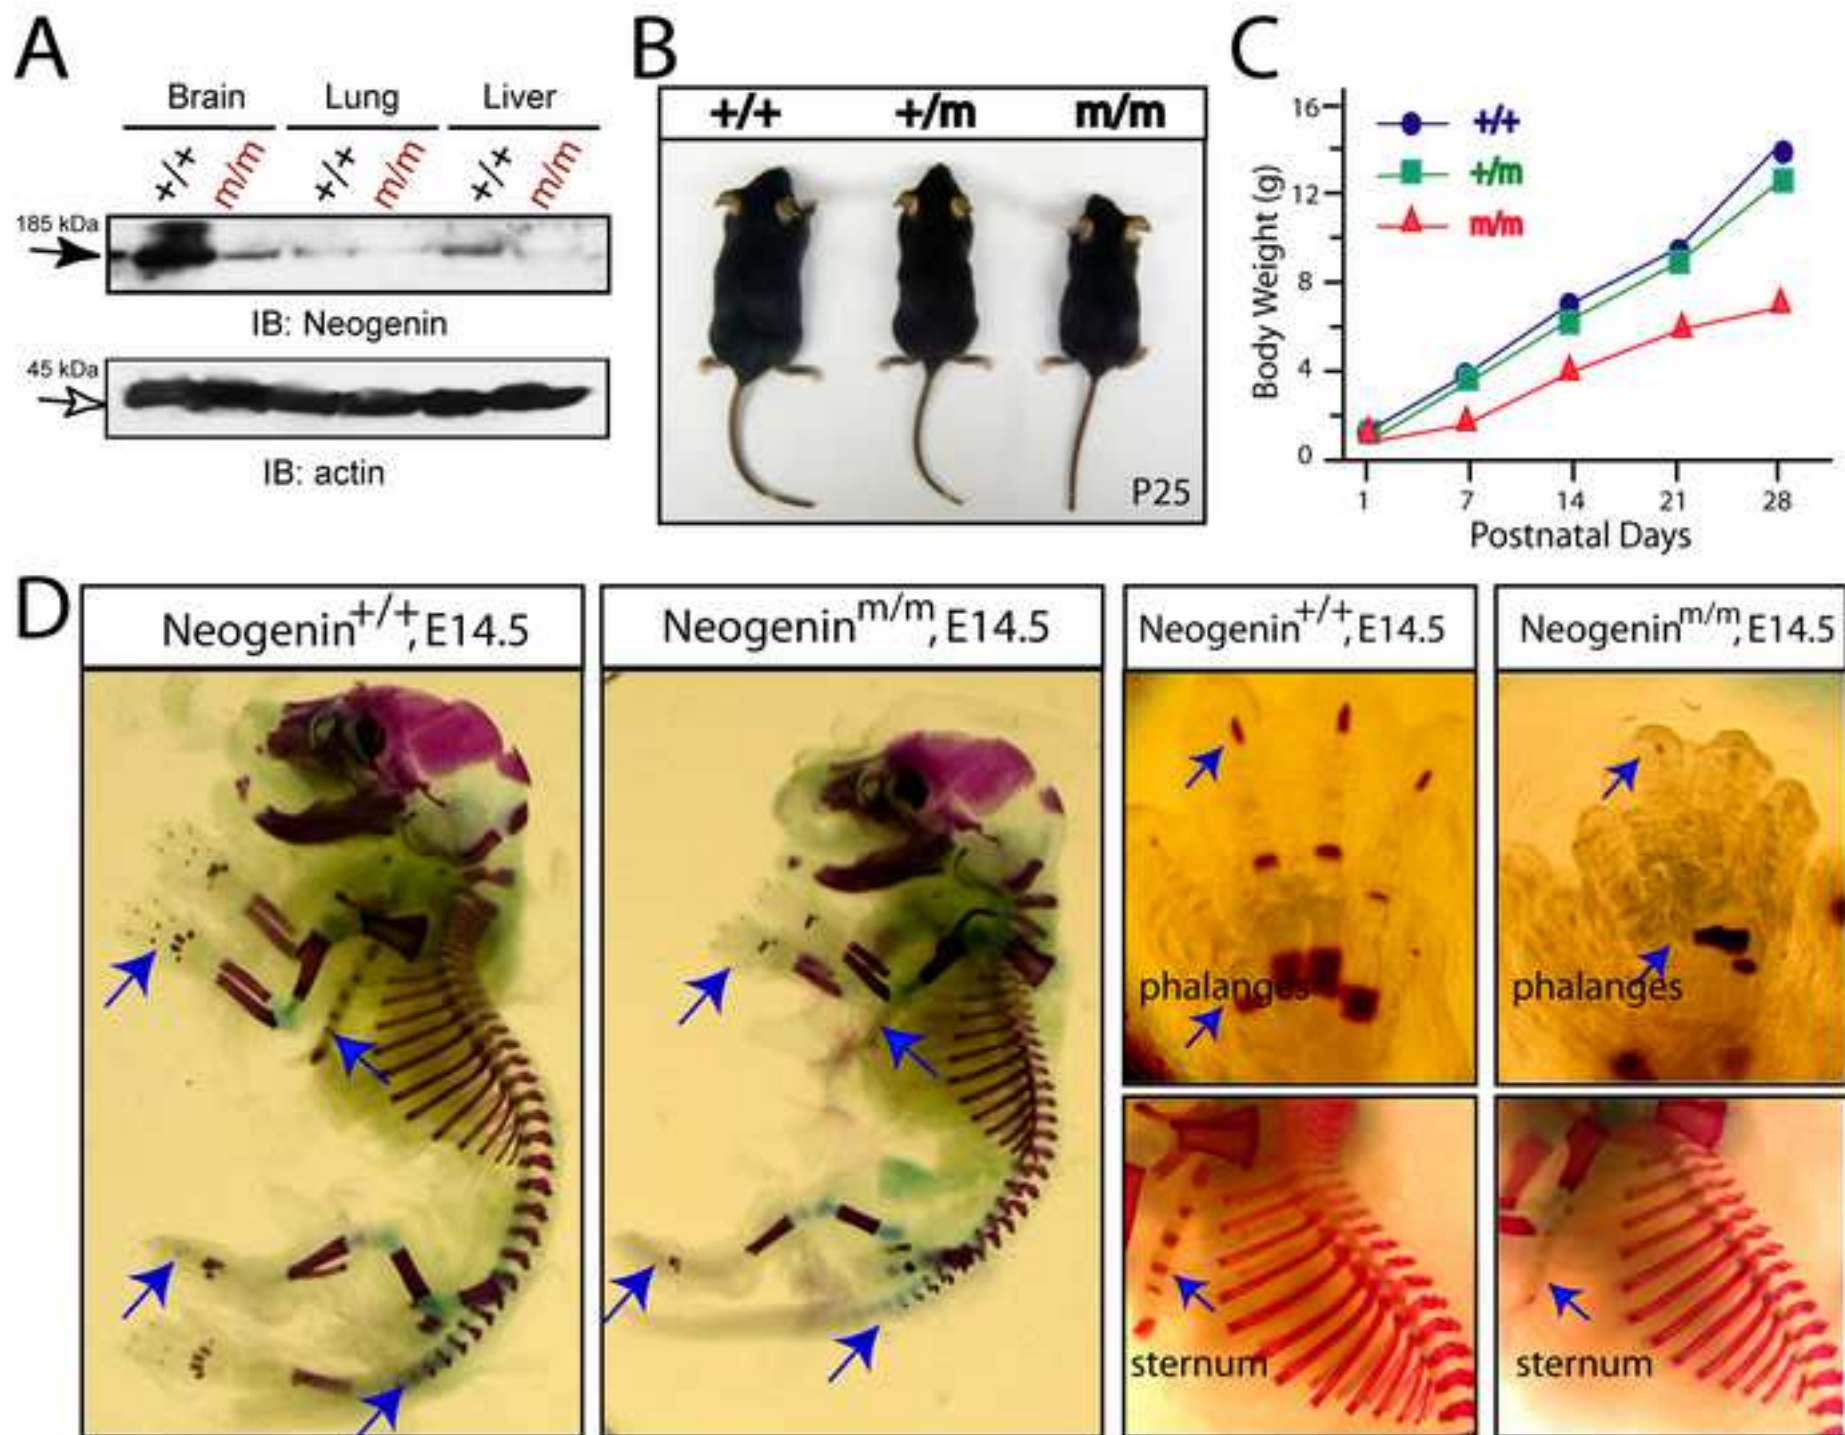 A
Brain Lung Liver
+/+ m/m +/+ m/m +/+ m/m
185 kDa
IB: Neogenin
45 kDa
IB: actin
B
+/+ +/m m/m
P25
C
Body Weight (g)
16
12
8
4
0
+/+
+/m
m/m
1 7 14 21 28
Postnatal Days
D
Neogenin+/+, E14.5
Neogeninm/m, E14.5
Neogenin+/+, E14.5
Neogeninm/m, E14.5
phalanges
phalanges
sternum
sternum